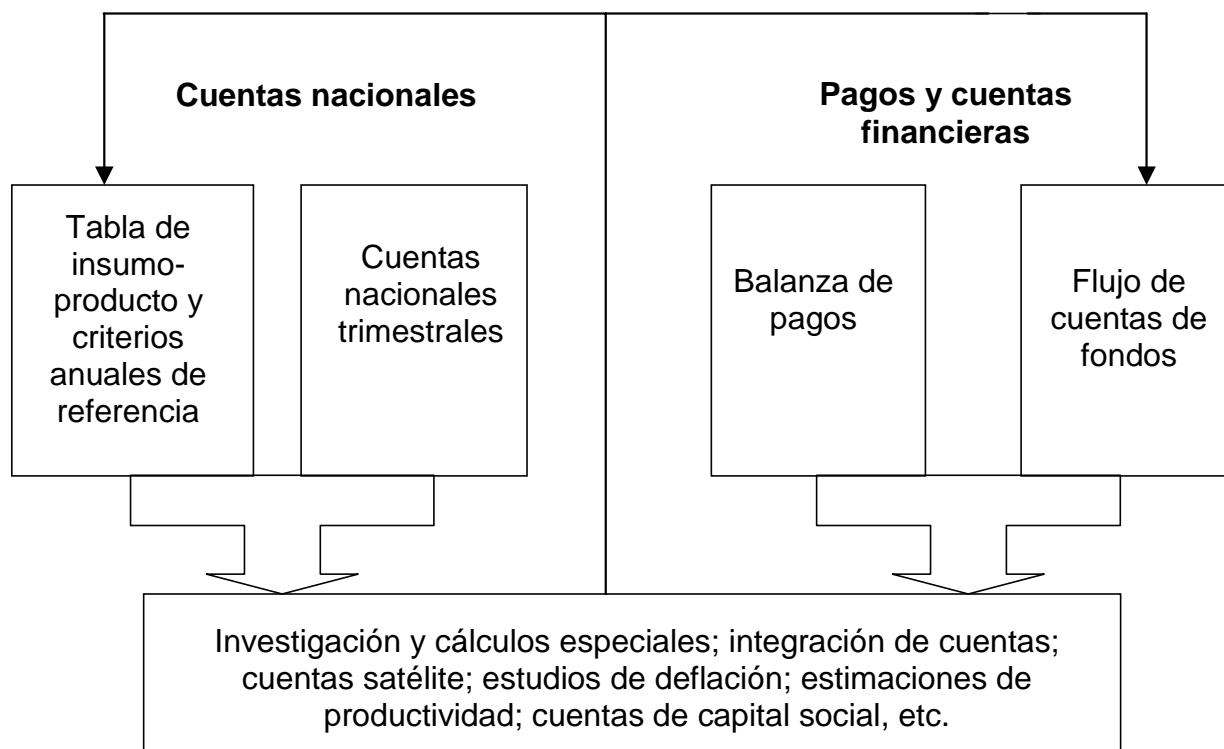 Cuentas nacionales
Pagos y cuentas
financieras
Tabla de
insumo-
producto y
criterios
anuales de
referencia
Cuentas
nacionales
trimestrales
Balanza de
pagos
Flujo de
cuentas de
fondos
Investigación y cálculos especiales; integración de cuentas;
cuentas satélite; estudios de deflación; estimaciones de
productividad; cuentas de capital social, etc.